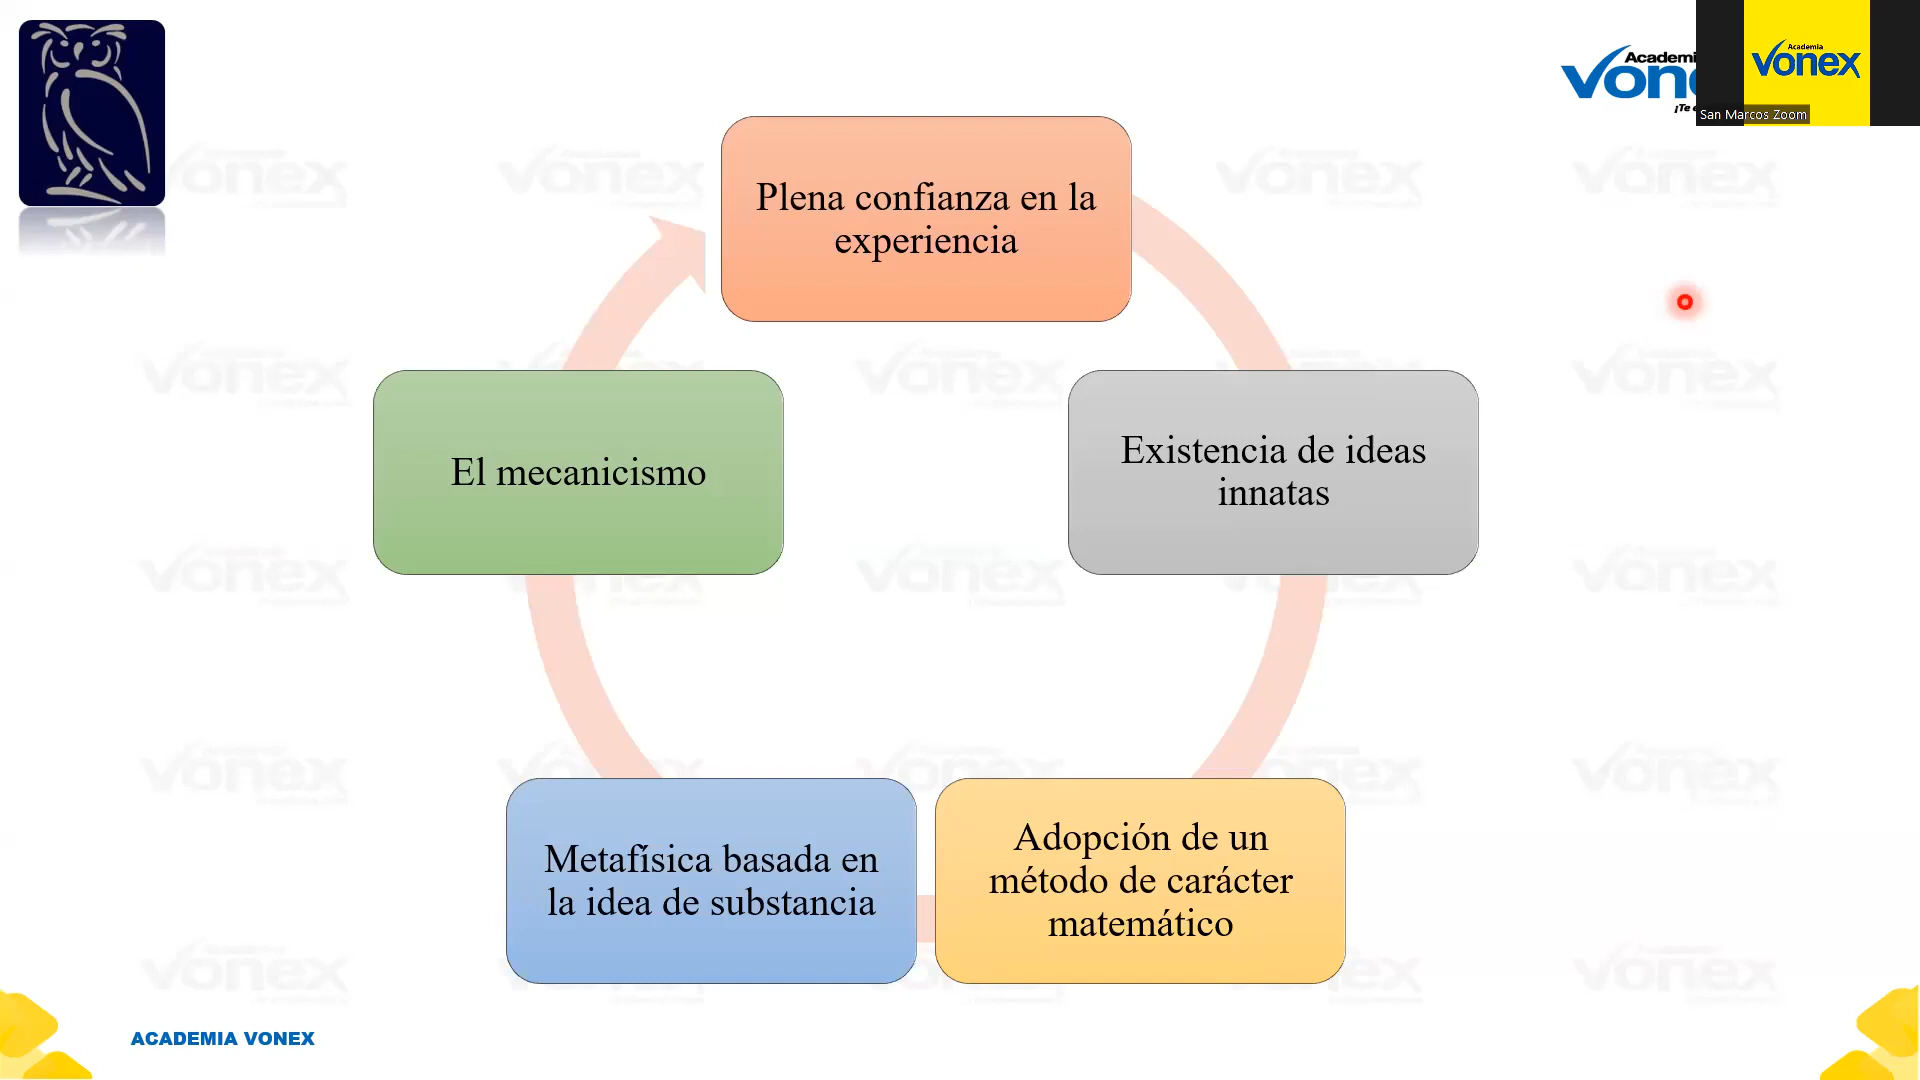 Academia
vonex
San Marcos Zoom
Plena confianza en la
experiencia
El mecanicismo
Existencia de ideas
innatas
Metafísica basada en
la idea de substancia
Adopción de un
método de carácter
matemático
ACADEMIA VONEX